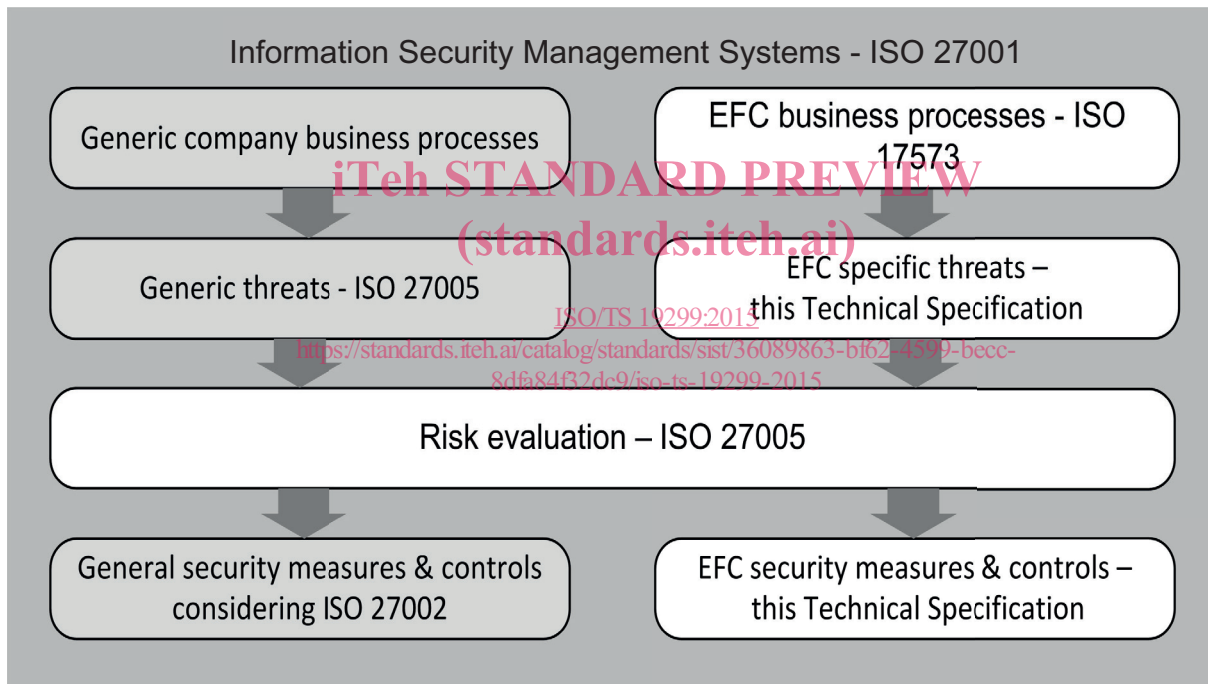 Information Security Management Systems - ISO 27001
Generic company business processes
EFC business processes - ISO
17573
iTeh STANDARD PREVIEW
(standards.iteh.ai)
Generic threats - ISO 27005
EFC specific threats –
this Technical Specification
ISO/TS 19299:2015
https://standards.iteh.ai/catalog/standards/sist/36089863-bf62-4599-becc-
8dfa84f32dc9/iso-ts-19299-2015
Risk evaluation – ISO 27005
General security measures & controls
considering ISO 27002
EFC security measures & controls –
this Technical Specification